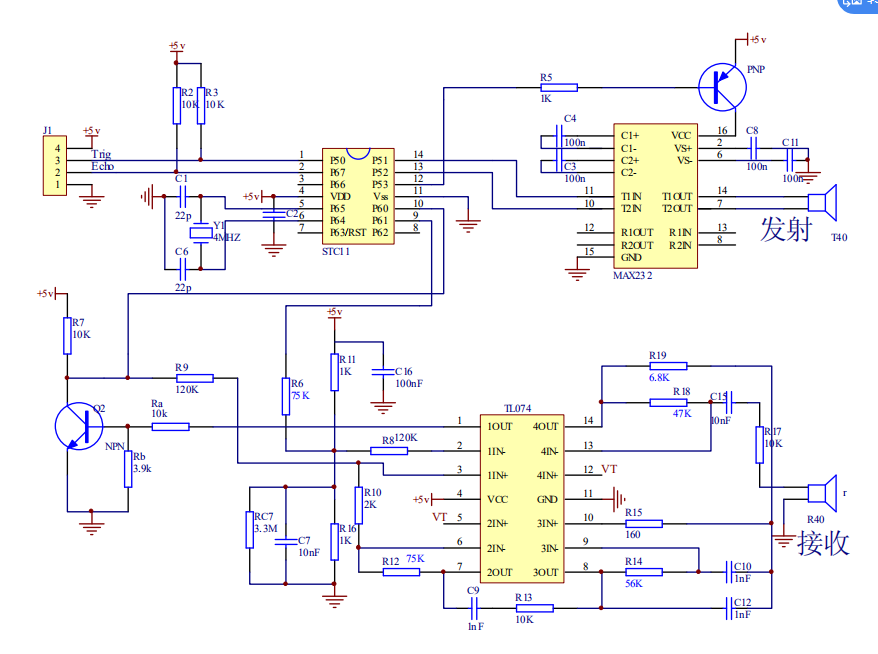 +5v
R2
10K
R3
10K
J1
+5v
4
3
2
1
Trig
Echo
C1
22p
Y1
4MHZ
C6
22p
+5v
C2
1
2
3
4
5
6
7
P50
P67
P66
VDD
P65
P64
P63/RST
P51
P52
P53
Vss
P60
P61
P62
14
13
12
11
10
9
8
STC11
R5
1K
+5v
PNP
C4
100n
C3
100n
C1+
C1-
C2+
C2-
VCC
VS+
VS-
16
2
6
C8
100n
C11
100n
11
10
T1IN
T2IN
T1OUT
T2OUT
14
7
发射
T40
12
9
15
R1OUT
R2OUT
GND
R1IN
R2IN
13
8
MAX232
+5v
R7
10K
R9
120K
Q2
NPN
Ra
10k
Rb
3.9k
+5v
R11
1K
C16
100nF
R6
75K
R8
120K
R10
2K
RC7
3.3M
C7
10nF
R16
1K
R12
75K
C9
1nF
R13
10K
TL074
1
2
3
4
5
6
7
+5v
VT
1OUT
1IN-
1IN+
VCC
2IN+
2IN-
2OUT
4OUT
4IN-
4IN+
GND
3IN+
3IN-
3OUT
14
13
12
11
10
9
8
VT
R19
6.8K
R18
47K
C15
10nF
R17
10K
r
R40
接收
R15
160
R14
56K
C10
1nF
C12
1nF